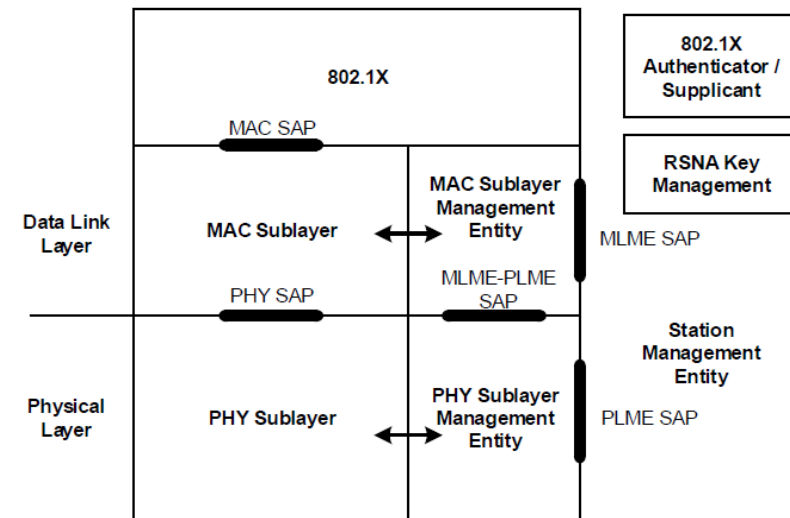 802.1X
802.1X
Authenticator /
Supplicant
MAC SAP
RSNA Key
Management
Data Link
Layer
MAC Sublayer
MAC Sublayer
Management
Entity
MLME SAP
PHY SAP
MLME-PLME
SAP
Station
Management
Entity
Physical
Layer
PHY Sublayer
PHY Sublayer
Management
Entity
PLME SAP